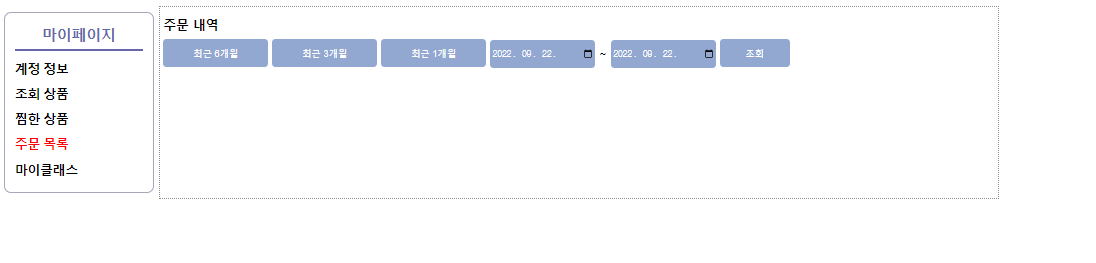 마이페이지
계정 정보
조회 상품
찜한 상품
주문 목록
마이클래스
주문 내역
최근 6개월 최근 3개월 최근 1개월 2022. 09. 22. ~ 2022. 09. 22. 조회